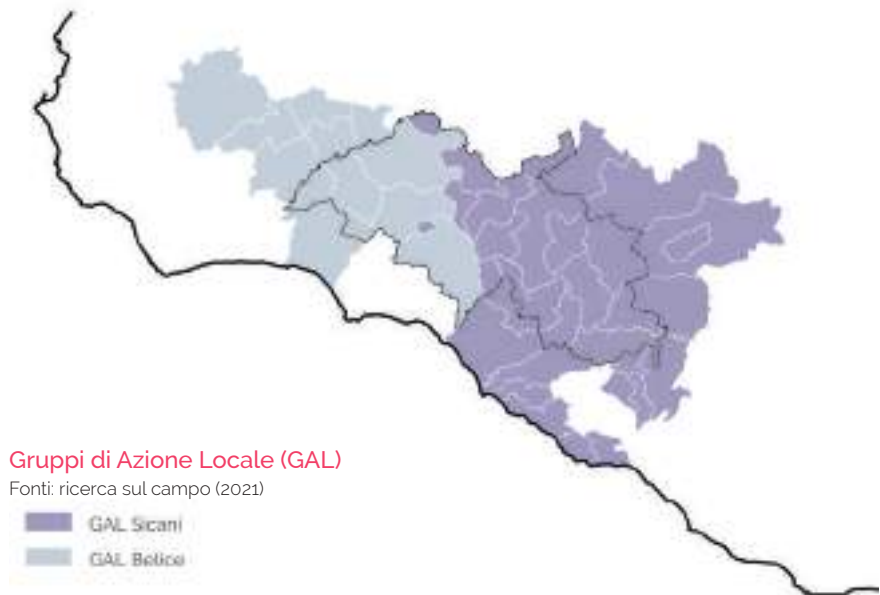 Gruppi di Azione Locale (GAL)
Fonti: ricerca sul campo (2021)
GAL Sicani
GAL Belice